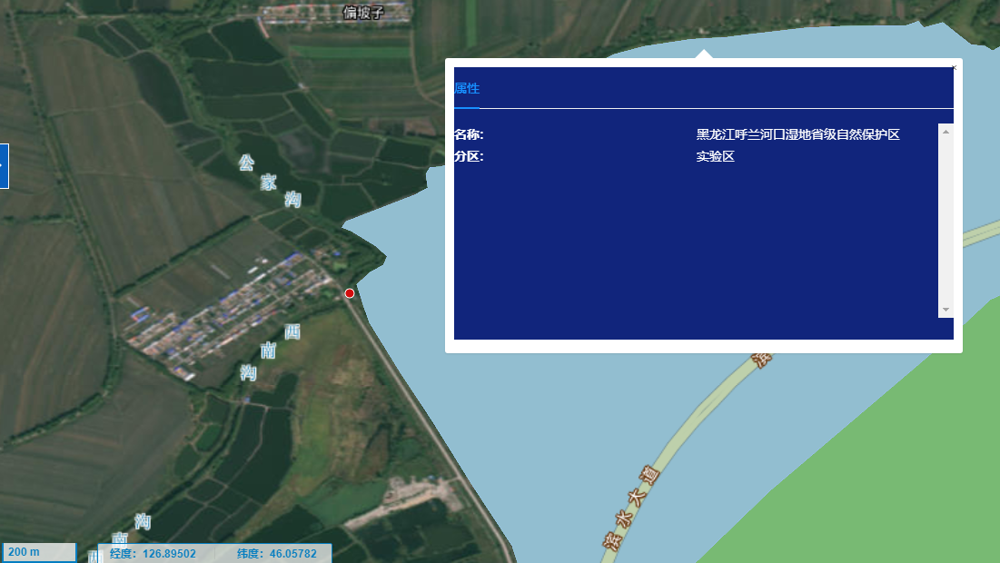 偏坡子
属性
×
名称:
黑龙江呼兰河口湿地省级自然保护区
分区:
实验区
公家沟
西南沟
滨
滨水大道
西南沟
200 m
经度: 126.89502
纬度: 46.05782